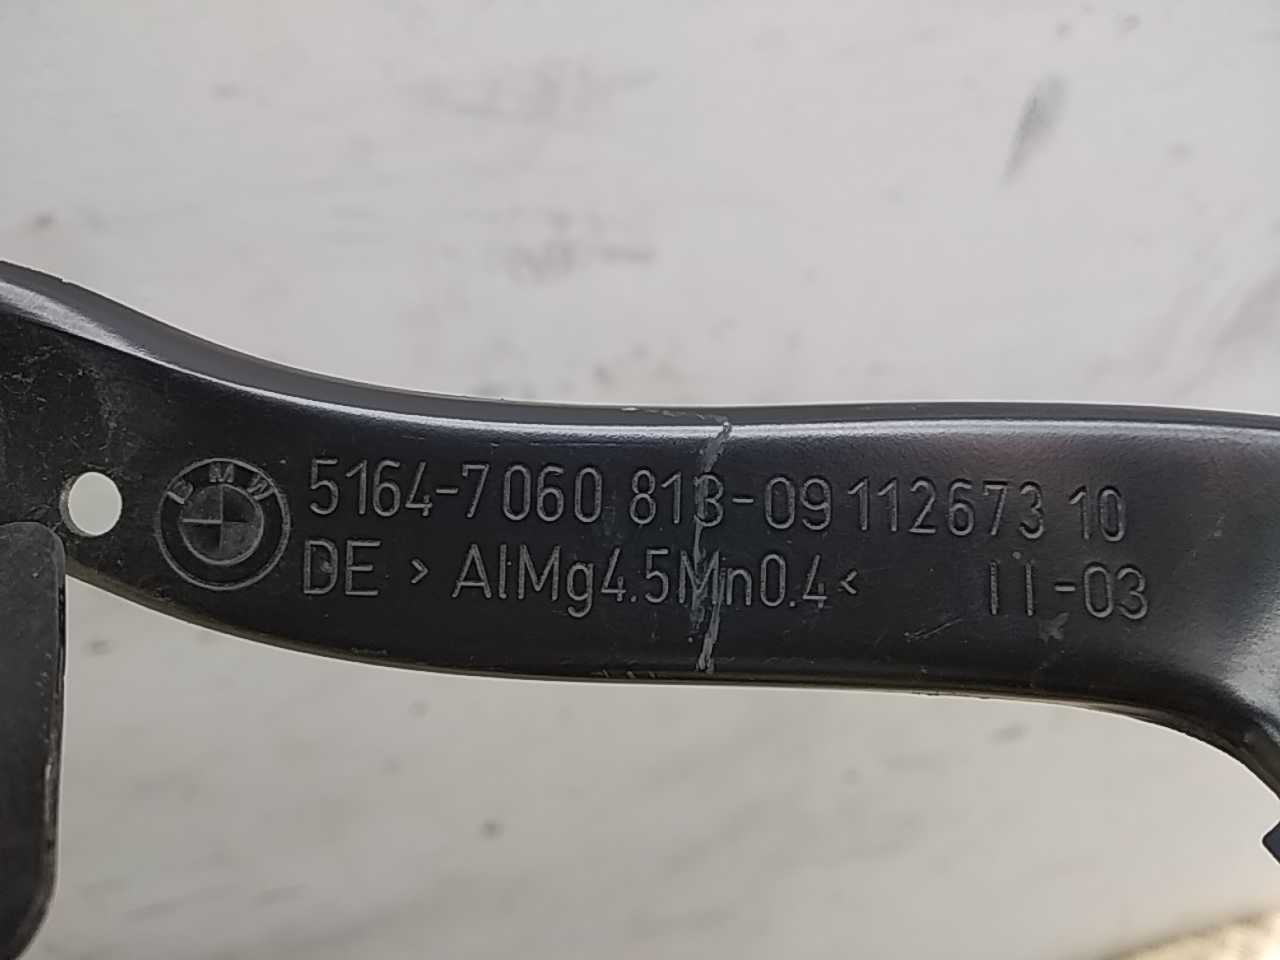 BMW
5164-7060 813-09 112673 10
DE >AlMg4.5Mn0.4< 11-03